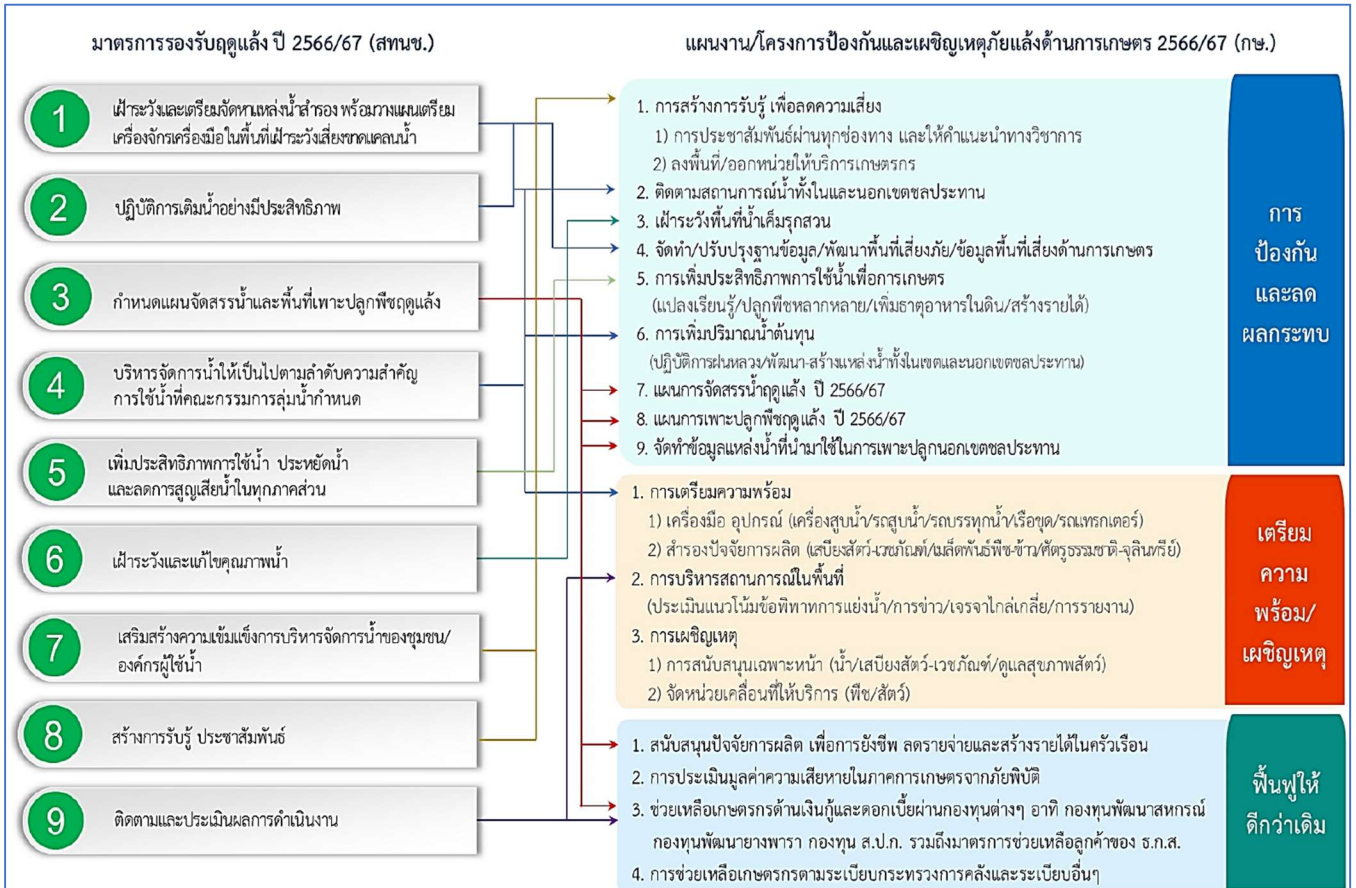 มาตรการรองรับฤดูแล้ง ปี 2566/67 (สทนช.)
1
เฝ้าระวังและเตรียมจัดหาแหล่งน้ำสำรอง พร้อมวางแผนเตรียม
เครื่องจักรเครื่องมือ ในพื้นที่เฝ้าระวังเสี่ยงขาดแคลนน้ำ
2
ปฏิบัติการเติมน้ำอย่างมีประสิทธิภาพ
3
กำหนดแผนจัดสรรน้ำและพื้นที่เพาะปลูกพืชฤดูแล้ง
4
บริหารจัดการน้ำให้เป็นไปตามลำดับความสำคัญ
การใช้น้ำที่คณะกรรมการลุ่มน้ำกำหนด
5
เพิ่มประสิทธิภาพการใช้น้ำ ประหยัดน้ำ
และลดการสูญเสียน้ำในทุกภาคส่วน
6
เฝ้าระวังและแก้ไขคุณภาพน้ำ
7
เสริมสร้างความเข้มแข็งการบริหารจัดการน้ำของชุมชน/
องค์กรผู้ใช้น้ำ
8
สร้างการรับรู้ ประชาสัมพันธ์
9
ติดตามและประเมินผลการดำเนินงาน
แผนงาน/โครงการป้องกันและเผชิญเหตุภัยแล้งด้านการเกษตร 2566/67 (กษ.)
1. การสร้างการรับรู้ เพื่อลดความเสี่ยง
1) การประชาสัมพันธ์ผ่านทุกช่องทาง และให้คำแนะนำทางวิชาการ
2) ลงพื้นที่/ออกหน่วยให้บริการเกษตรกร
2. ติดตามสถานการณ์น้ำทั้งในและนอกเขตชลประทาน
3. เฝ้าระวังพื้นที่น้ำเค็มรุกสวน
4. จัดทำ/ปรับปรุงฐานข้อมูล/พัฒนาพื้นที่เสี่ยงภัย/ข้อมูลพื้นที่เสี่ยงด้านการเกษตร
5. การเพิ่มประสิทธิภาพการใช้น้ำเพื่อการเกษตร
(แปลงเรียนรู้/ปลูกพืชหลากหลาย/เพิ่มธาตุอาหารในดิน/สร้างรายได้)
6. การเพิ่มปริมาณน้ำต้นทุน
(ปฏิบัติการฝนหลวง/พัฒนา-สร้างแหล่งน้ำทั้งในเขตและนอกเขตชลประทาน)
7. แผนการจัดสรรน้ำฤดูแล้ง ปี 2566/67
8. แผนการเพาะปลูกพืชฤดูแล้ง ปี 2566/67
9. จัดทำข้อมูลแหล่งน้ำที่นำมาใช้ในการเพาะปลูกนอกเขตชลประทาน
การ
ป้องกัน
และลด
ผลกระทบ
1. การเตรียมความพร้อม
1) เครื่องมือ อุปกรณ์ (เครื่องสูบน้ำ/รถสูบน้ำ/รถบรรทุกน้ำ/เรือขุด/รถแทรกเตอร์)
2) สำรองปัจจัยการผลิต (เสบียงสัตว์-เวชภัณฑ์/เมล็ดพันธ์พืช-ข้าว/ศัตรูธรรมชาติ-จุลินทรีย์)
2. การบริหารสถานการณ์ในพื้นที่
(ประเมินแนวโน้มข้อพิพาทการแย่งน้ำ/การข่าว/เจรจาไกล่เกลี่ย/การรายงาน)
3. การเผชิญเหตุ
1) การสนับสนุนเฉพาะหน้า (น้ำ/เสบียงสัตว์-เวชภัณฑ์/ดูแลสุขภาพสัตว์)
2) จัดหน่วยเคลื่อนที่ให้บริการ (พืช/สัตว์)
เตรียม
ความ
พร้อม/
เผชิญเหตุ
1. สนับสนุนปัจจัยการผลิต เพื่อการยังชีพ ลดรายจ่ายและสร้างรายได้ในครัวเรือน
2. การประเมินมูลค่าความเสียหายในภาคการเกษตรจากภัยพิบัติ
3. ช่วยเหลือเกษตรกรด้านเงินกู้และดอกเบี้ยผ่านกองทุนต่างๆ อาทิ กองทุนพัฒนาสหกรณ์
กองทุนพัฒนายางพารา กองทุน ส.ป.ก. รวมถึงมาตรการช่วยเหลือลูกค้าของ ธ.ก.ส.
4. การช่วยเหลือเกษตรกรตามระเบียบกระทรวงการคลังและระเบียบอื่นๆ
ฟื้นฟูให้
ดีกว่าเดิม